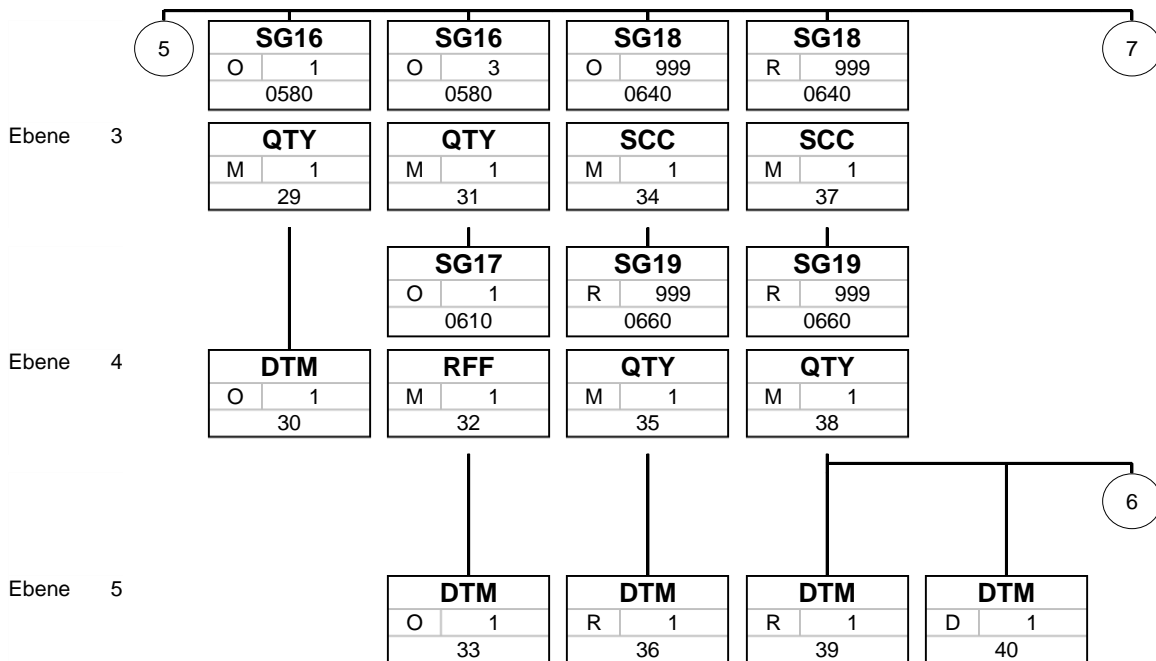 5 SG16 SG16 SG18 SG18 7
O 1 O 3 O 999 R 999
0580 0580 0640 0640
Ebene 3 QTY QTY SCC SCC
M 1 M 1 M 1 M 1
29 31 34 37
SG17 SG19 SG19
O 1 R 999 R 999
0610 0660 0660
Ebene 4 DTM RFF QTY QTY
O 1 M 1 M 1 M 1
30 32 35 38
6
Ebene 5 DTM DTM DTM DTM
O 1 R 1 R 1 D 1
33 36 39 40